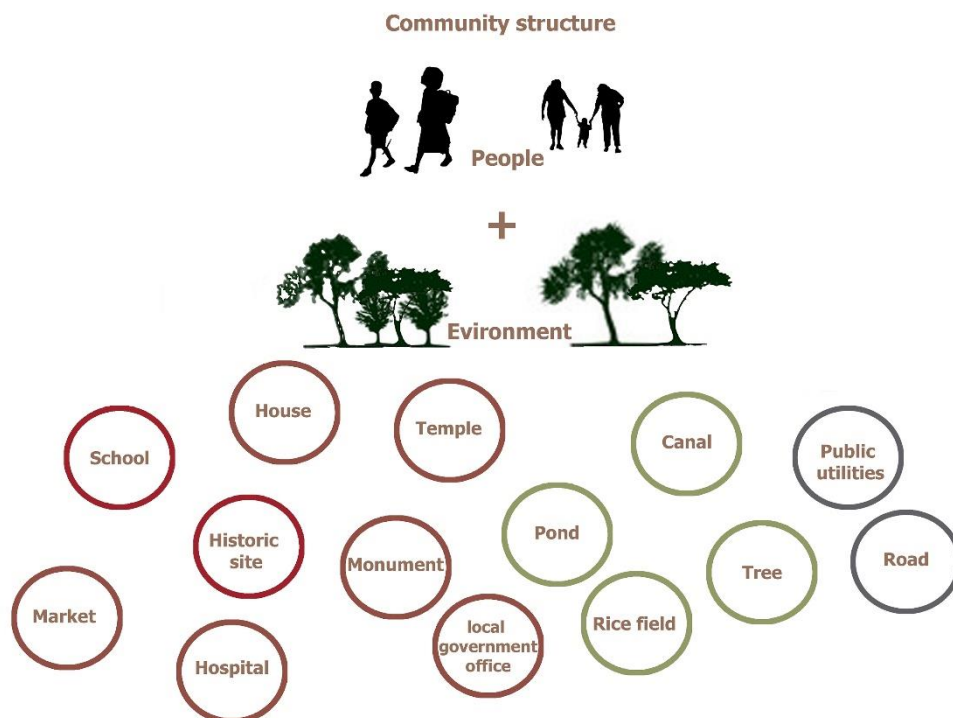 Community structure
People
+
Evironment
House
Temple
Canal
School
Public
utilities
Historic
site
Pond
Monument
Tree
Road
Market
Rice field
local
government
office
Hospital